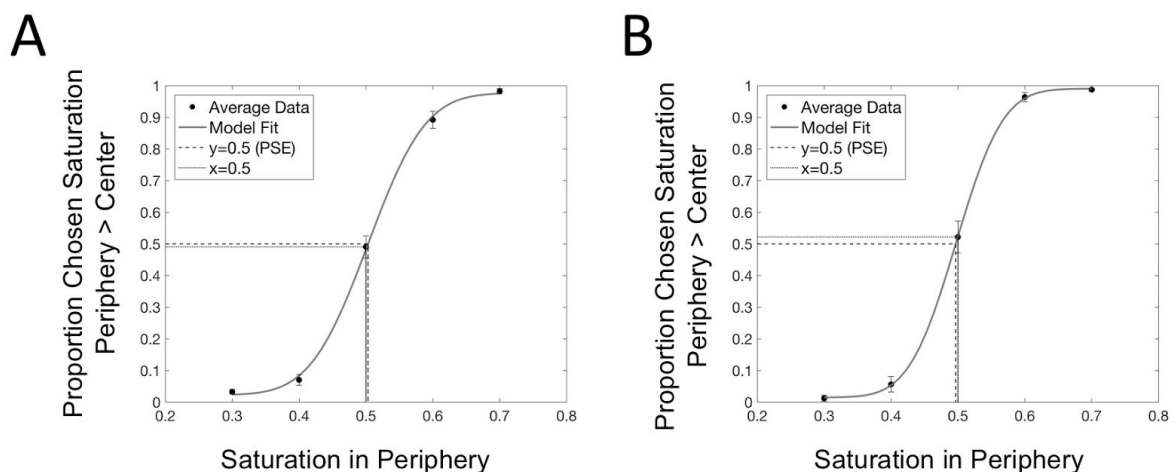 A
Proportion Chosen Saturation
Periphery > Center
1
0.9
0.8
0.7
0.6
0.5
0.4
0.3
0.2
0.1
0
Average Data
Model Fit
y=0.5 (PSE)
x=0.5
0.2 0.3 0.4 0.5 0.6 0.7 0.8
Saturation in Periphery
B
Proportion Chosen Saturation
Periphery > Center
1
0.9
0.8
0.7
0.6
0.5
0.4
0.3
0.2
0.1
0
Average Data
Model Fit
y=0.5 (PSE)
x=0.5
0.2 0.3 0.4 0.5 0.6 0.7 0.8
Saturation in Periphery